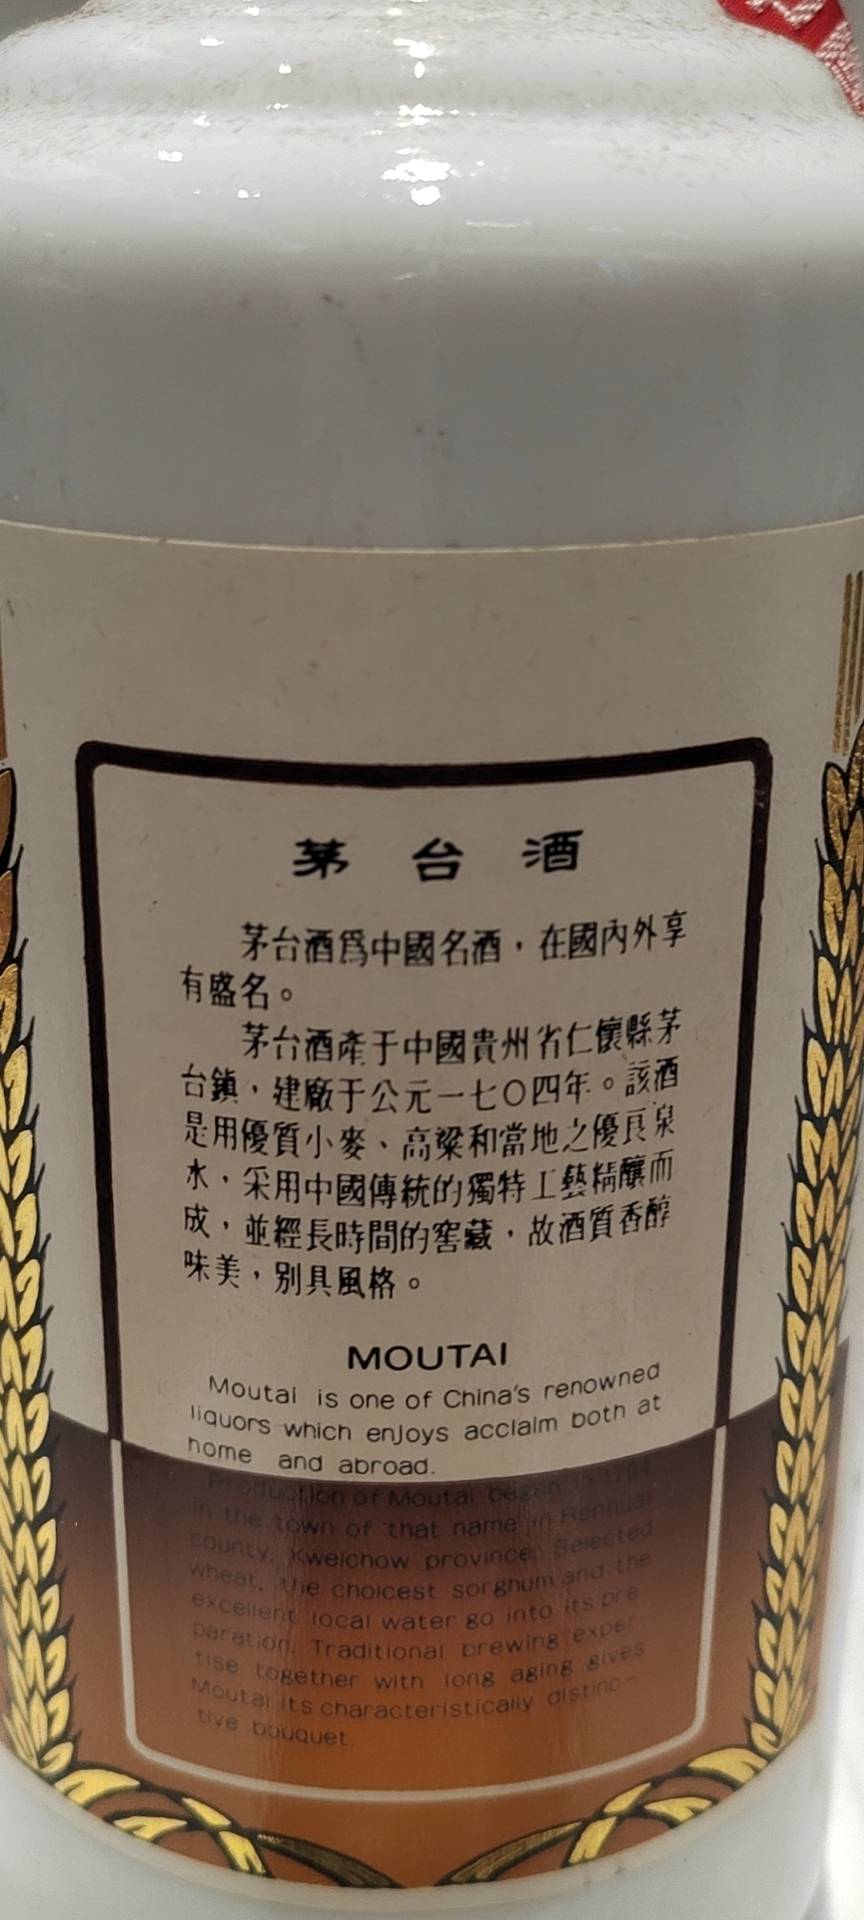 茅台酒
茅台酒爲中國名酒，在國內外享
有盛名。
茅台酒產于中國貴州省仁懷縣茅
台鎮，建廠于公元一七〇四年。該酒
是用優質小麥、高粱和當地之優良泉
水，采用中國傳統的獨特工藝精釀而
成，並經長時間的窖藏，故酒質香醇
味美，別具風格。
MOUTAI
Moutai is one of China's renowned
liquors which enjoys acclaim both at
home and abroad.
Production of Moutai began in 1704
in the town of that name in Renhuai
county, Kweichow province. Selected
wheat, the choicest sorghum and the
excellent local water go into its pre
paration. Traditional brewing exper
tise together with long aging gives
Moutai its characteristically distinc-
tive bouquet.